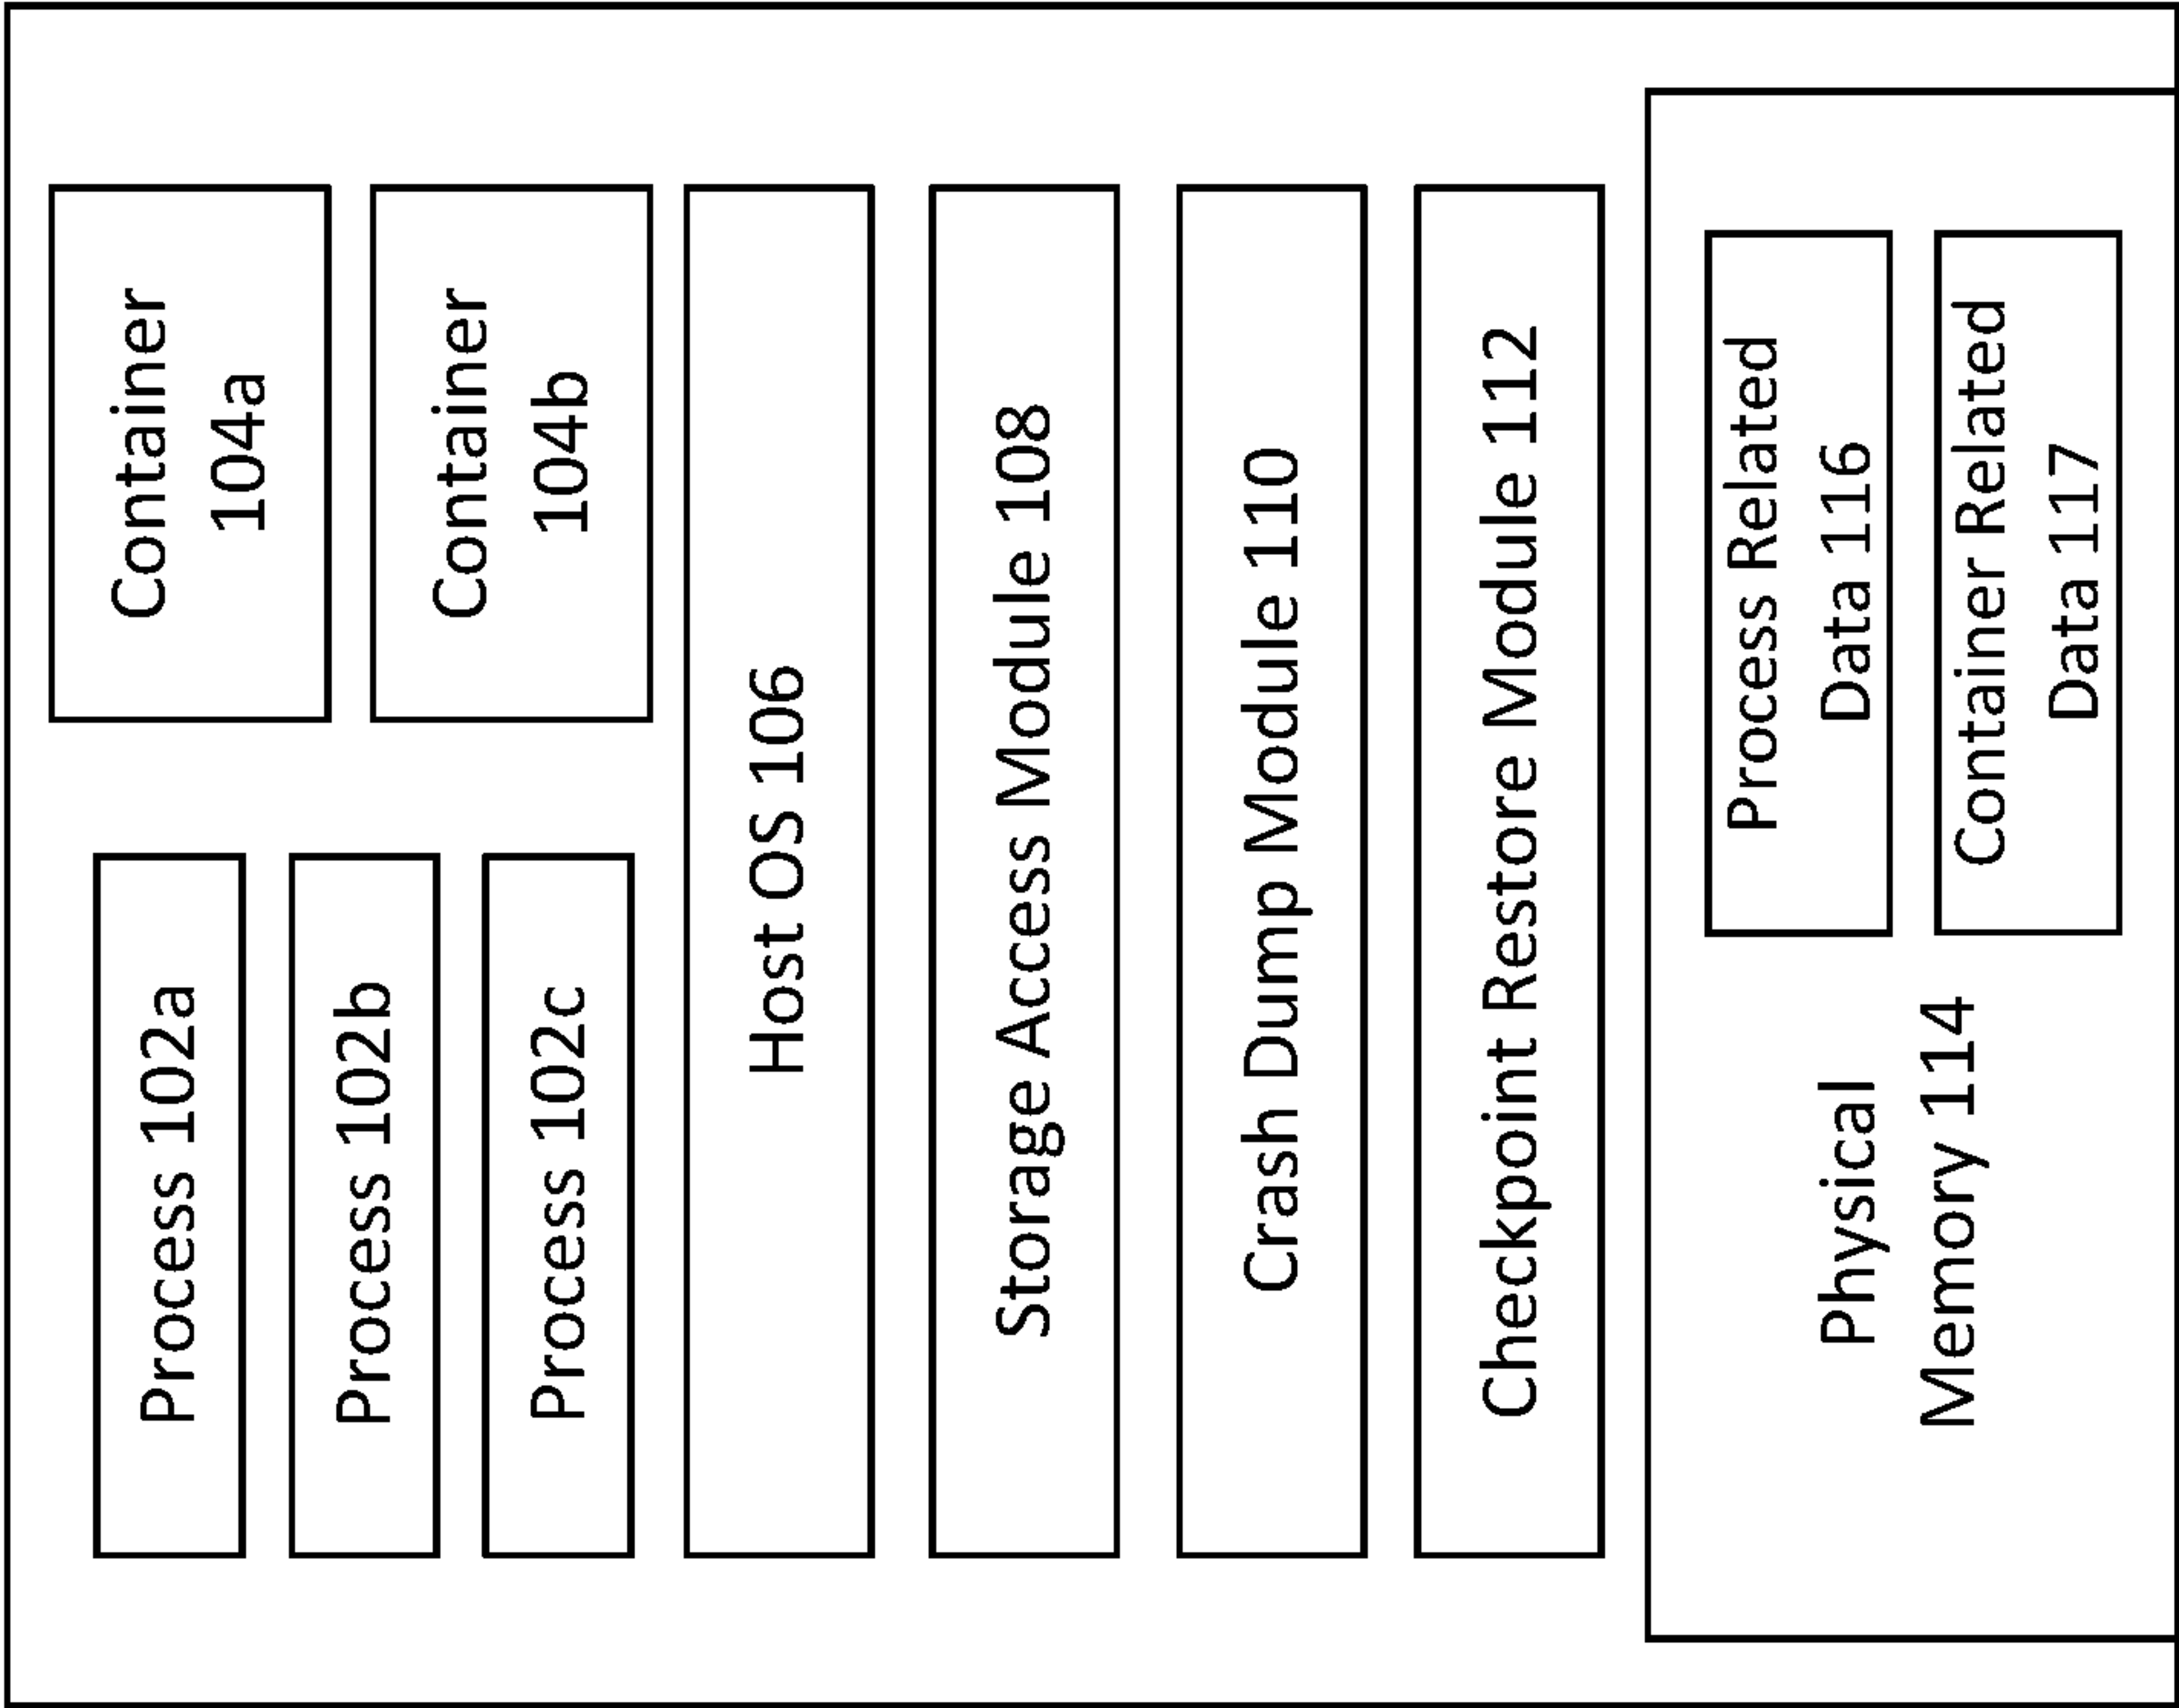 Process 102a
Container
104a
Process 102b
Container
104b
Process 102c
Host OS 106
Storage Access Module 108
Crash Dump Module 110
Checkpoint Restore Module 112
Physical
Memory 114
Process Related
Data 116
Container Related
Data 117